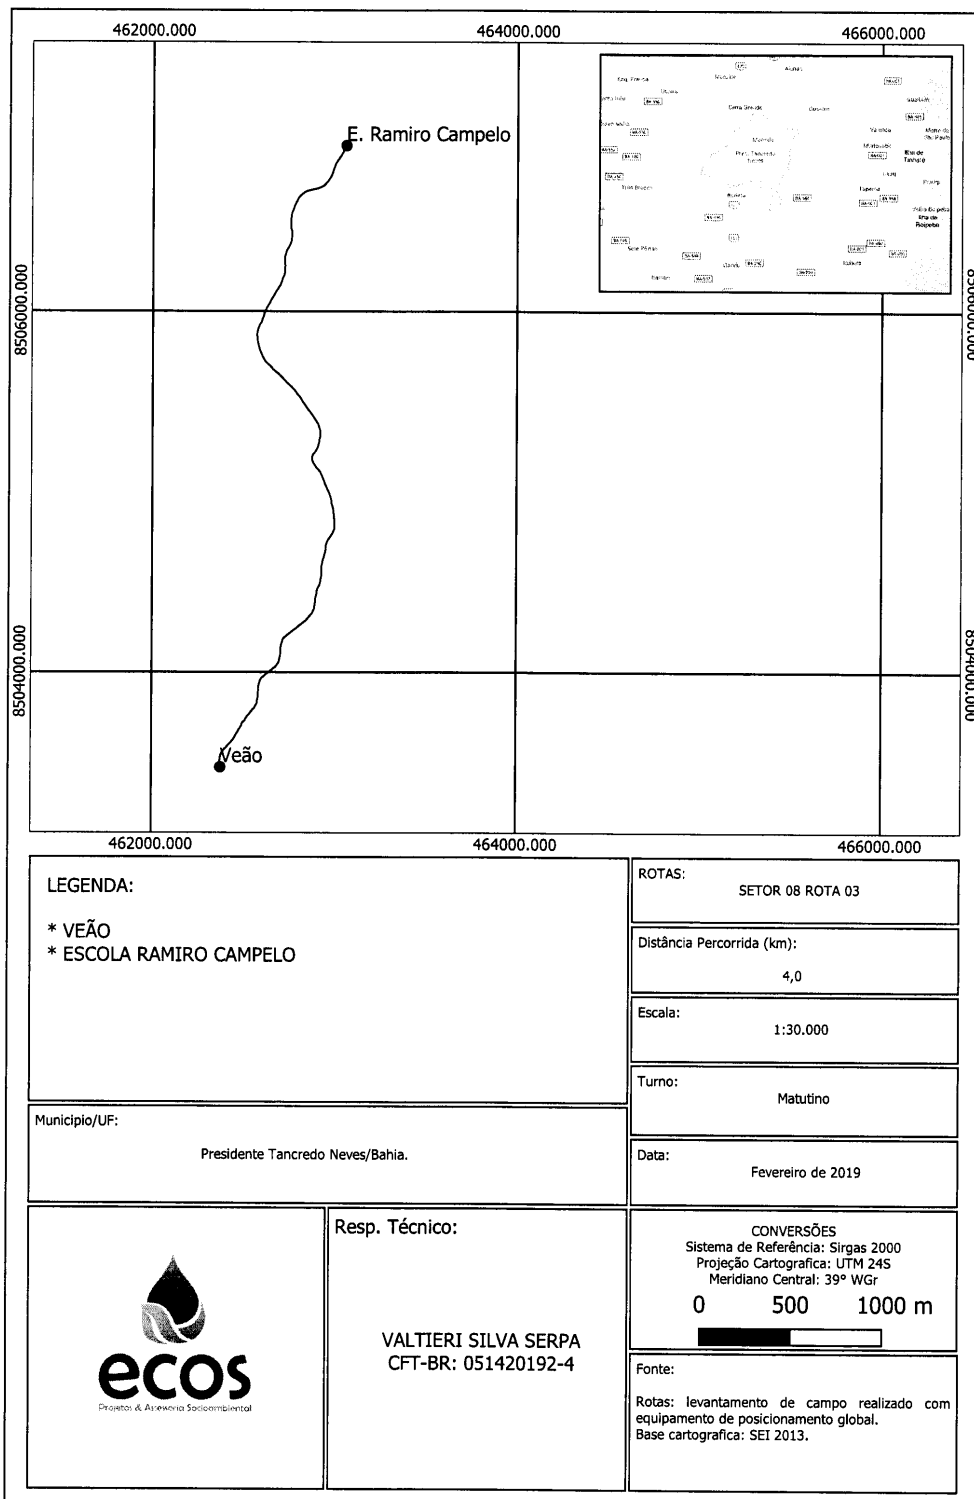 462000.000
464000.000
466000.000
E. Ramiro Campelo
8506000.000
8506000.000
8504000.000
8504000.000
Veão
462000.000
464000.000
466000.000
LEGENDA:
* VEÃO
* ESCOLA RAMIRO CAMPELO
ROTAS:
SETOR 08 ROTA 03
Distância Percorrida (km):
4,0
Escala:
1:30.000
Turno:
Matutino
Municipio/UF:
Presidente Tancredo Neves/Bahia.
Data:
Fevereiro de 2019
ecos
Projetos & Assessoria Socioambiental
Resp. Técnico:
VALTIERI SILVA SERPA
CFT-BR: 051420192-4
CONVERSÕES
Sistema de Referência: Sirgas 2000
Projeção Cartografica: UTM 24S
Meridiano Central: 39º WGr
0 500 1000 m
Fonte:
Rotas: levantamento de campo realizado com
equipamento de posicionamento global.
Base cartografica: SEI 2013.